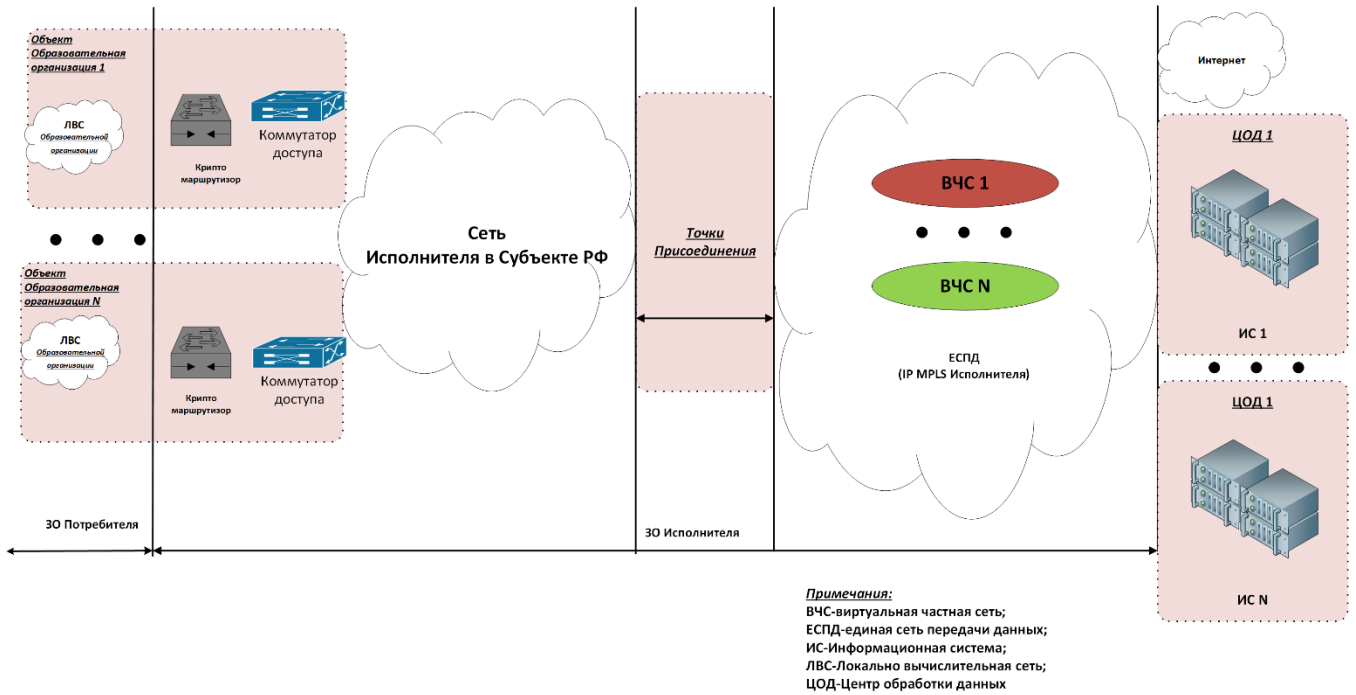 Объект
Образовательная
организация 1
ЛВС
Образовательной
организации
Крипто
маршрутизор
Коммутатор
доступа
Объект
Образовательная
организация N
ЛВС
Образовательной
организации
Крипто
маршрутизор
Коммутатор
доступа
Сеть
Исполнителя в Субъекте РФ
Точки
Присоединения
ВЧС 1
ВЧС N
ЕСПД
(IP MPLS Исполнителя)
Интернет
ЦОД 1
ИС 1
ЦОД 1
ИС N
ЗО Потребителя
ЗО Исполнителя
Примечания:
ВЧС-виртуальная частная сеть;
ЕСПД-единая сеть передачи данных;
ИС-Информационная система;
ЛВС-Локально вычислительная сеть;
ЦОД-Центр обработки данных